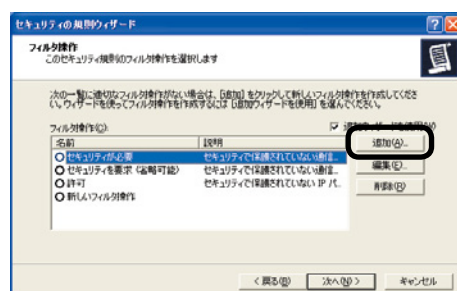 セキュリティの規則ウィザード
フィルタ操作
このセキュリティ規則のフィルタ操作を選択します
次の一覧に適切なフィルタ操作がない場合は、[追加] をクリックして新しいフィルタ操作を作成してくださ
い。ウィザードを使ってフィルタ操作を作成するには [追加ウィザードを使用] を選んでください。
フィルタ操作(C):
追加ウィザードを使用(W)
名前 説明
セキュリティが必要 セキュリティで保護されていない通信...
セキュリティを要求 (省略可能) セキュリティで保護されていない通信...
許可 セキュリティで保護されていない IP パ...
新しいフィルタ操作
追加(A)...
編集(E)...
削除(R)
< 戻る(B) 次へ(N) > キャンセル